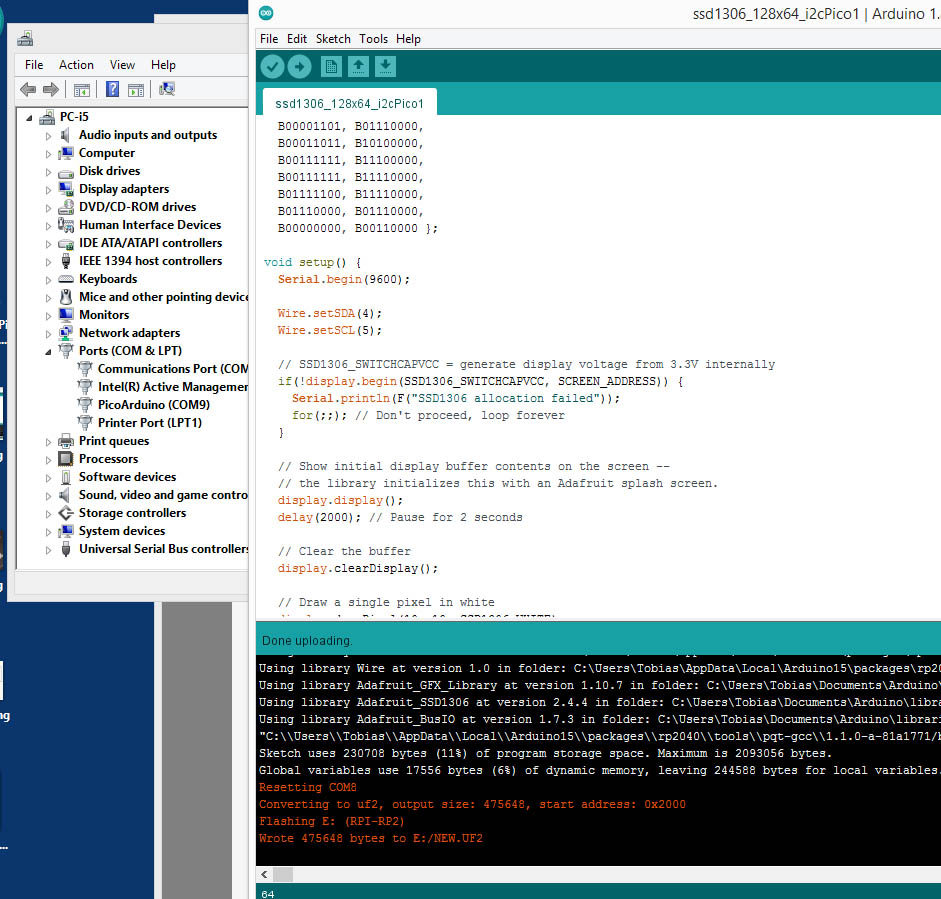 File Action View Help
PC-i5
Audio inputs and outputs
Computer
Disk drives
Display adapters
DVD/CD-ROM drives
Human Interface Devices
IDE ATA/ATAPI controllers
IEEE 1394 host controllers
Keyboards
Mice and other pointing device
Monitors
Network adapters
Ports (COM & LPT)
Communications Port (COM
Intel(R) Active Managemen
PicoArduino (COM9)
Printer Port (LPT1)
Print queues
Processors
Software devices
Sound, video and game contro
Storage controllers
System devices
Universal Serial Bus controllers
ssd1306_128x64_i2cPico1 | Arduino 1.
File Edit Sketch Tools Help
ssd1306_128x64_i2cPico1
B00001101, B01110000,
B00011011, B10100000,
B00111111, B11100000,
B00111111, B11110000,
B01111100, B11110000,
B01110000, B01110000,
B00000000, B00110000 };
void setup() {
Serial.begin(9600);
Wire.setSDA(4);
Wire.setSCL(5);
// SSD1306_SWITCHCAPVCC = generate display voltage from 3.3V internally
if(!display.begin(SSD1306_SWITCHCAPVCC, SCREEN_ADDRESS)) {
Serial.println(F("SSD1306 allocation failed"));
for(;;); // Don't proceed, loop forever
}
// Show initial display buffer contents on the screen --
// the library initializes this with an Adafruit splash screen.
display.display();
delay(2000); // Pause for 2 seconds
// Clear the buffer
display.clearDisplay();
// Draw a single pixel in white
Done uploading.
Using library Wire at version 1.0 in folder: C:\Users\Tobias\AppData\Local\Arduino15\packages\rp20
Using library Adafruit_GFX_Library at version 1.10.7 in folder: C:\Users\Tobias\Documents\Arduino\
Using library Adafruit_SSD1306 at version 2.4.4 in folder: C:\Users\Tobias\Documents\Arduino\libra
Using library Adafruit_BusIO at version 1.7.3 in folder: C:\Users\Tobias\Documents\Arduino\librari
"C:\\Users\\Tobias\\AppData\\Local\\Arduino15\\packages\\rp2040\\tools\\pqt-gcc\\1.1.0-a-81a1771/b
Sketch uses 230708 bytes (11%) of program storage space. Maximum is 2093056 bytes.
Global variables use 17556 bytes (6%) of dynamic memory, leaving 244588 bytes for local variables.
Resetting COM8
Converting to uf2, output size: 475648, start address: 0x2000
Flashing E: (RPI-RP2)
Wrote 475648 bytes to E:/NEW.UF2
64